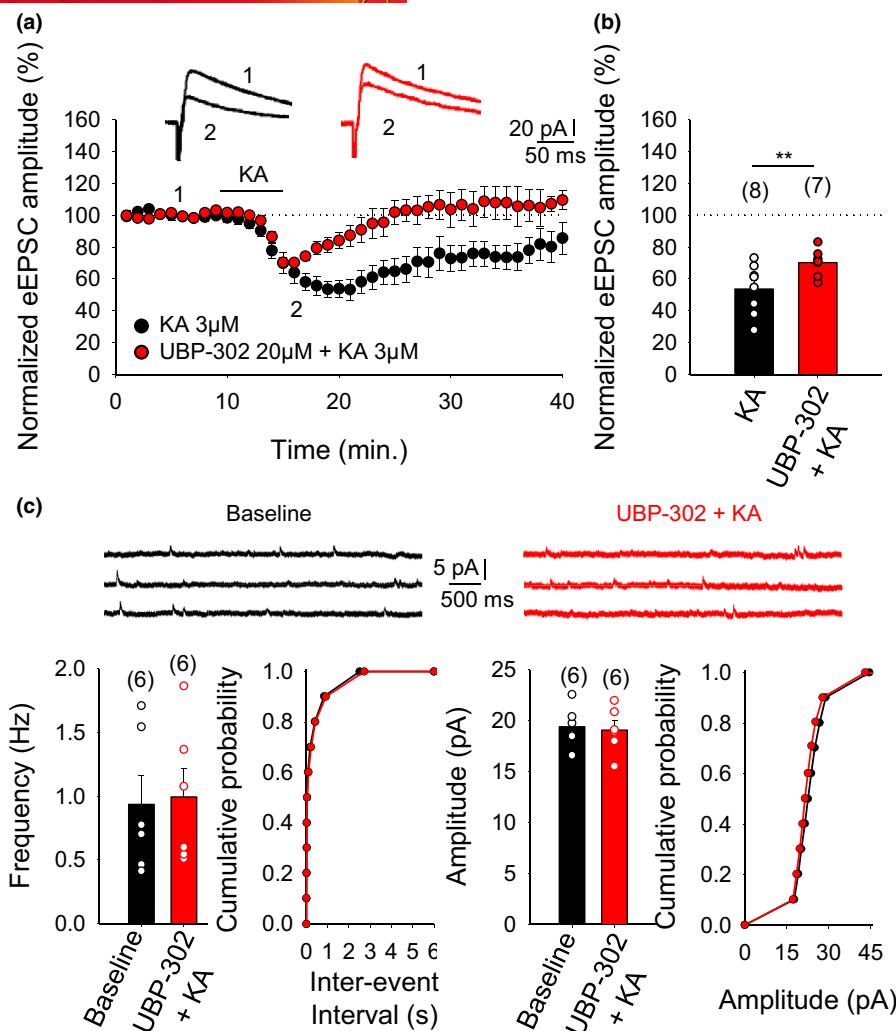 (a)
Normalized eEPSC amplitude (%)
160
140
120
100
80
60
40
20
0
1
2
1
2
20 pA
50 ms
1
KA
2
KA 3µM
UBP-302 20µM + KA 3µM
0
10
20
30
40
Time (min.)
(b)
Normalized eEPSC amplitude (%)
160
140
120
100
80
60
40
20
0
**
(8)
(7)
KA
UBP-302
+ KA
(c)
Baseline
UBP-302 + KA
5 pA
500 ms
Frequency (Hz)
2.0
1.5
1.0
0.5
0.0
(6)
(6)
Baseline
UBP-302
+ KA
Cumulative probability
1.0
0.8
0.6
0.4
0.2
0.0
0 1 2 3 4 5 6
Inter-event
Interval (s)
Amplitude (pA)
25
20
15
10
5
0
(6)
(6)
Baseline
UBP-302
+ KA
Cumulative probability
1.0
0.8
0.6
0.4
0.2
0.0
0 15 30 45
Amplitude (pA)